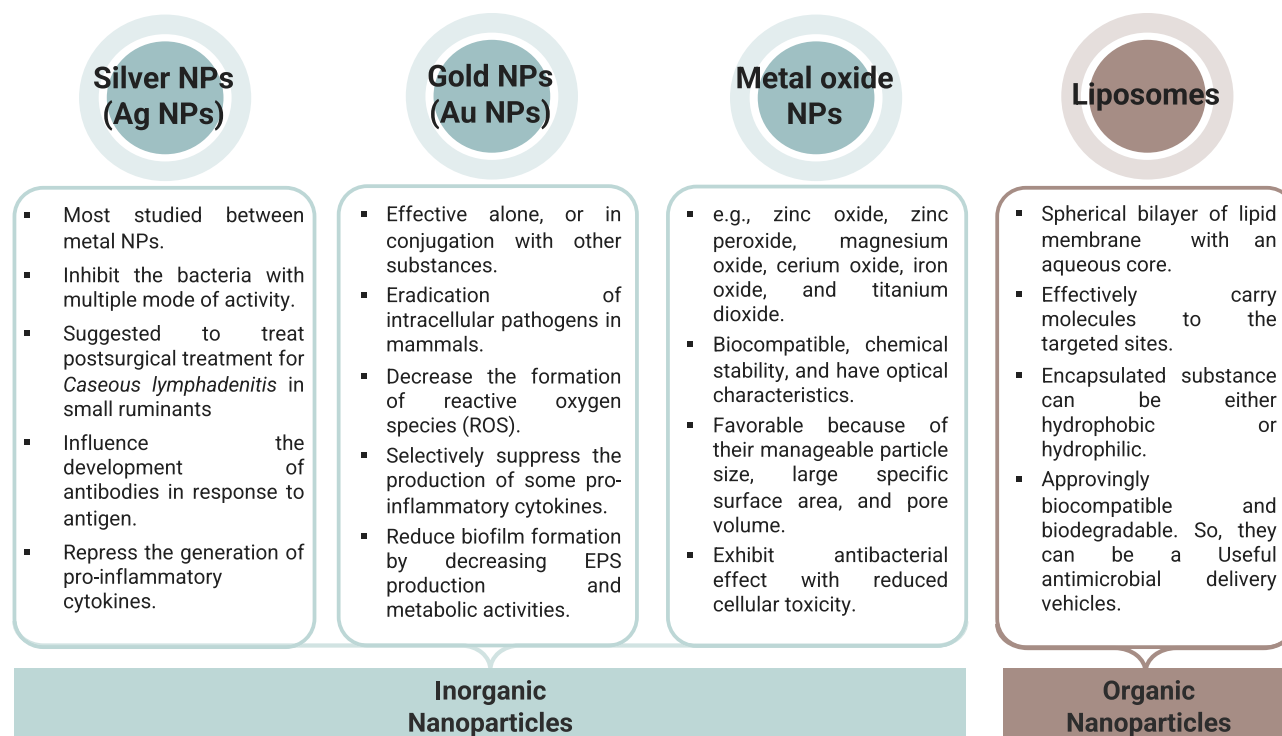 Silver NPs
(Ag NPs)
▪ Most studied between
metal NPs.
▪ Inhibit the bacteria with
multiple mode of activity.
▪ Suggested to treat
postsurgical treatment for
Caseous lymphadenitis in
small ruminants
▪ Influence the
development of
antibodies in response to
antigen.
▪ Repress the generation of
pro-inflammatory
cytokines.
Gold NPs
(Au NPs)
▪ Effective alone, or in
conjugation with other
substances.
▪ Eradication of
intracellular pathogens in
mammals.
▪ Decrease the formation
of reactive oxygen
species (ROS).
▪ Selectively suppress the
production of some pro-
inflammatory cytokines.
▪ Reduce biofilm formation
by decreasing EPS
production and
metabolic activities.
Metal oxide
NPs
▪ e.g., zinc oxide, zinc
peroxide, magnesium
oxide, cerium oxide, iron
oxide, and titanium
dioxide.
▪ Biocompatible, chemical
stability, and have optical
characteristics.
▪ Favorable because of
their manageable particle
size, large specific
surface area, and pore
volume.
▪ Exhibit antibacterial
effect with reduced
cellular toxicity.
Liposomes
▪ Spherical bilayer of lipid
membrane with an
aqueous core.
▪ Effectively carry
molecules to the
targeted sites.
▪ Encapsulated substance
can be either
hydrophobic or
hydrophilic.
▪ Approvingly
biocompatible and
biodegradable. So, they
can be a Useful
antimicrobial delivery
vehicles.
Inorganic
Nanoparticles
Organic
Nanoparticles